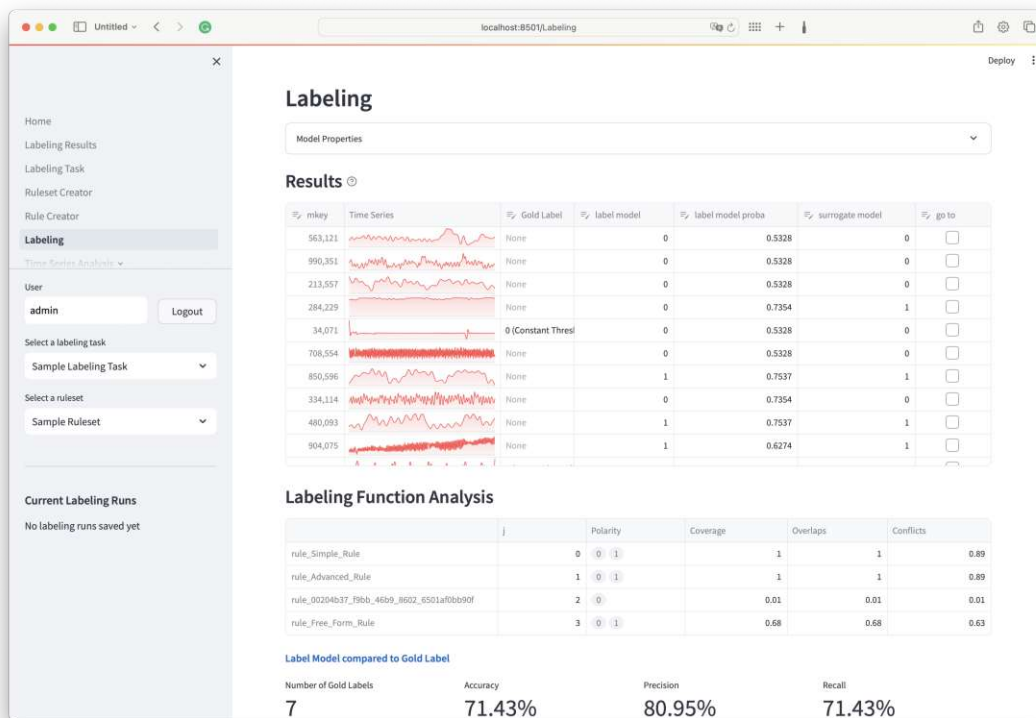 Untitled
localhost:8501/Labeling
Deploy
Home
Labeling Results
Labeling Task
Ruleset Creator
Rule Creator
Labeling
Time Series Analysis
User
admin
Logout
Select a labeling task
Sample Labeling Task
Select a ruleset
Sample Ruleset
Current Labeling Runs
No labeling runs saved yet
Labeling
Model Properties
Results
mkey Time Series Gold Label label model label model proba surrogate model go to
563,121 None 0 0.5328 0
990,351 None 0 0.5328 0
213,557 None 0 0.5328 0
284,229 None 0 0.7354 1
34,071 0 (Constant Thresl 0 0.5328 0
708,554 None 0 0.5328 0
850,596 None 1 0.7537 1
334,114 None 0 0.7354 0
480,093 None 1 0.7537 1
904,075 None 1 0.6274 1
Labeling Function Analysis
j Polarity Coverage Overlaps Conflicts
rule_Simple_Rule 0 0 1 1 1 0.89
rule_Advanced_Rule 1 0 1 1 1 0.89
rule_00204b37_f9bb_46b9_8602_6501af0bb90f 2 0 0.01 0.01 0.01
rule_Free_Form_Rule 3 0 1 0.68 0.68 0.63
Label Model compared to Gold Label
Number of Gold Labels Accuracy Precision Recall
7 71.43% 80.95% 71.43%